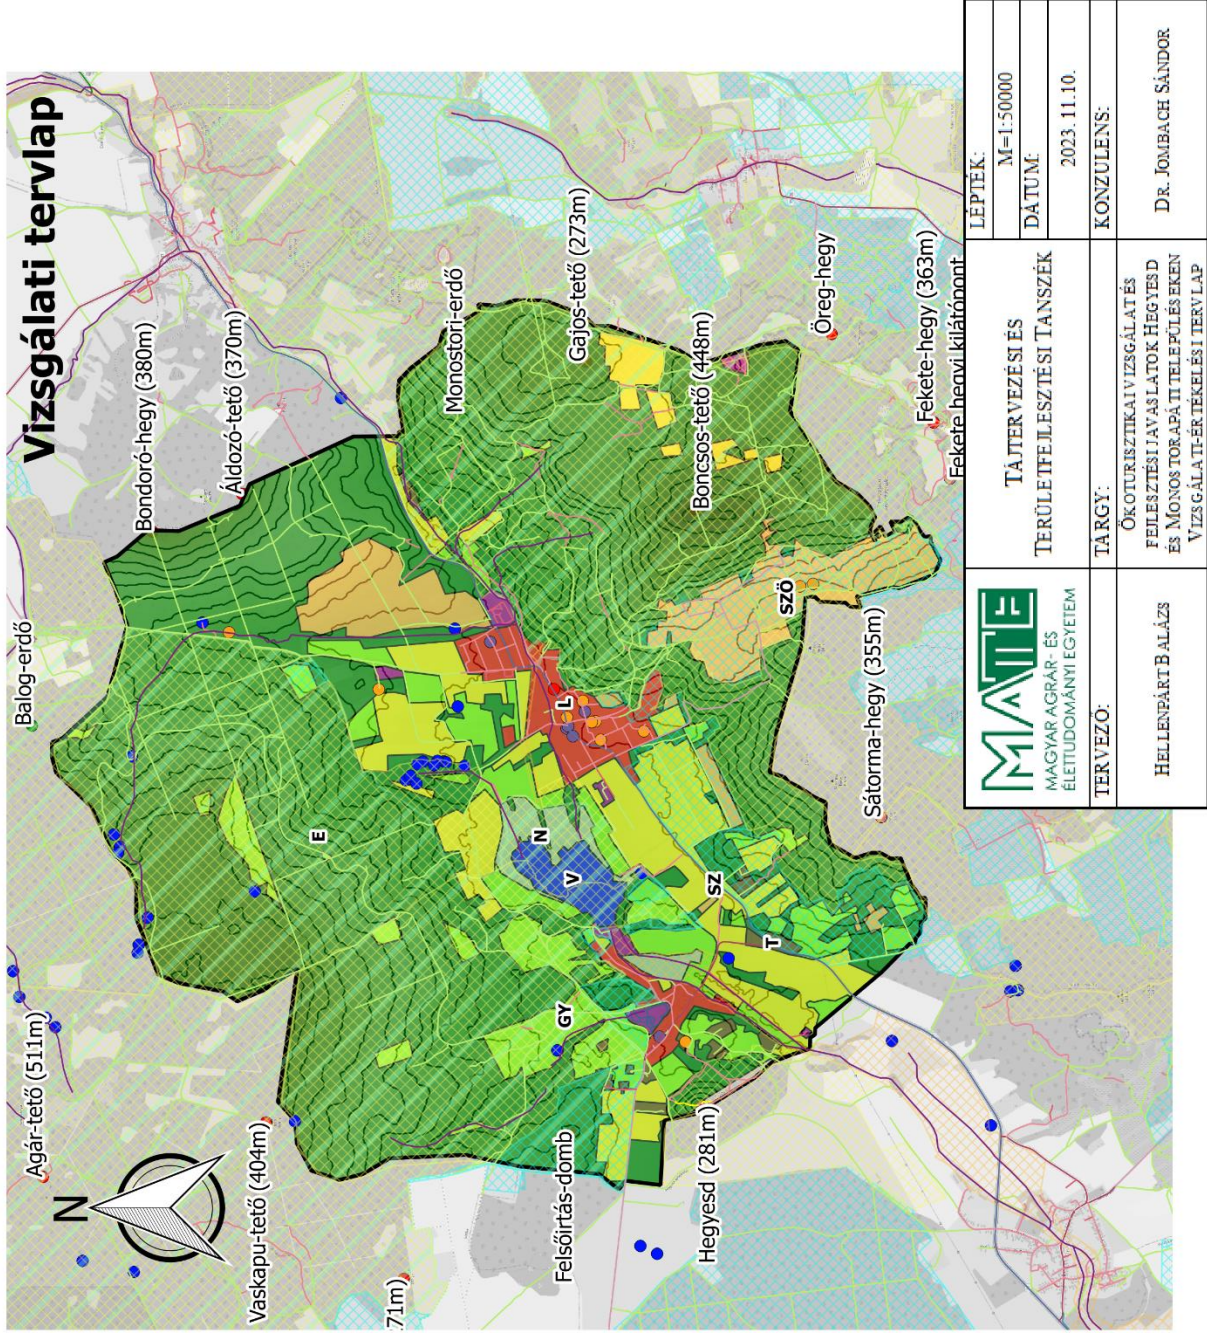 Vizsgálati tervlap
N
Agár-tető (511m)
Vaskapu-tető (404m)
71m)
Balog-erdő
Bondoró-hegy (380m)
Áldozó-tető (370m)
Monostori-erdő
Gajos-tető (273m)
Boncsos-tető (448m)
Öreg-hegy
Fekete-hegy (363m)
Fekete hegyi kilátópont
Sátorma-hegy (355m)
Felsőirtás-domb
Hegyesd (281m)
E
GY
N
V
L
SZ
T
SZÖ
MATE
MAGYAR AGRÁR- ÉS
ÉLETTUDOMÁNYI EGYETEM
TÁJTERVEZÉSI ÉS
TERÜLETFEJLESZTÉSI TANSZÉK
LÉPTÉK:
M=1:50000
DÁTUM:
2023. 11.10.
TERVEZŐ:
HELLENPÁRT BALÁZS
TÁRGY:
ÖKOTURISZTIKAI VIZSGÁLAT ÉS
FEJLESZTÉSI JAVASLATOK HEGYESD
ÉS MONOSTORAPÁTI TELEPÜLÉSEKEN
VIZSGÁLATI-ÉRTÉKELÉSI TERVLAP
KONZULENS:
DR. JOMBACH SÁNDOR